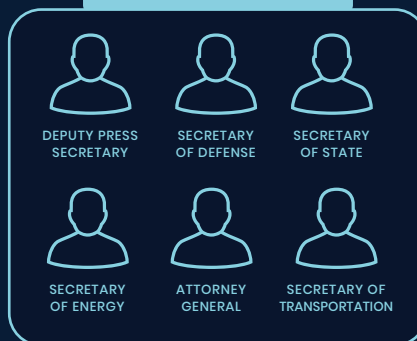 DEPUTY PRESS
SECRETARY
SECRETARY
OF DEFENSE
SECRETARY
OF STATE
SECRETARY
OF ENERGY
ATTORNEY
GENERAL
SECRETARY OF
TRANSPORTATION